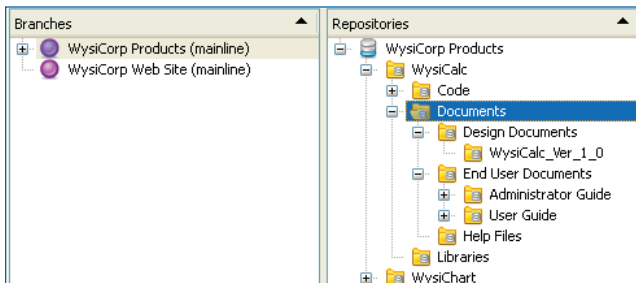 Branches
WysiCorp Products (mainline)
WysiCorp Web Site (mainline)
Repositories
WysiCorp Products
WysiCalc
Code
Documents
Design Documents
WysiCalc_Ver_1_0
End User Documents
Administrator Guide
User Guide
Help Files
Libraries
WysiChart